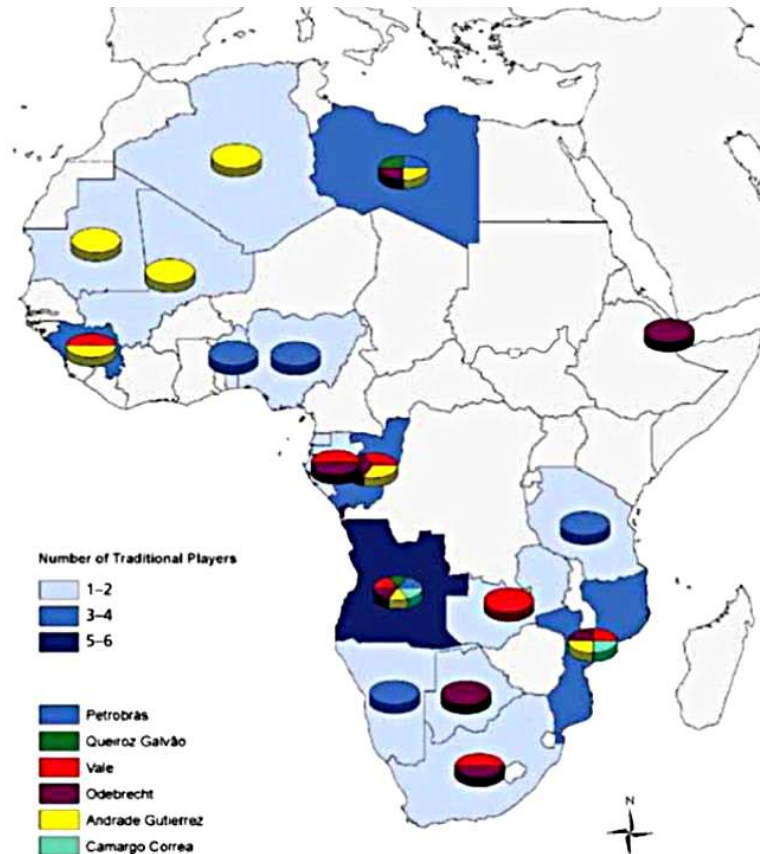 Number of Traditional Players
1–2
3–4
5–6
Petrobrás
Queiroz Galvão
Vale
Odebrecht
Andrade Gutierrez
Camargo Correa
N